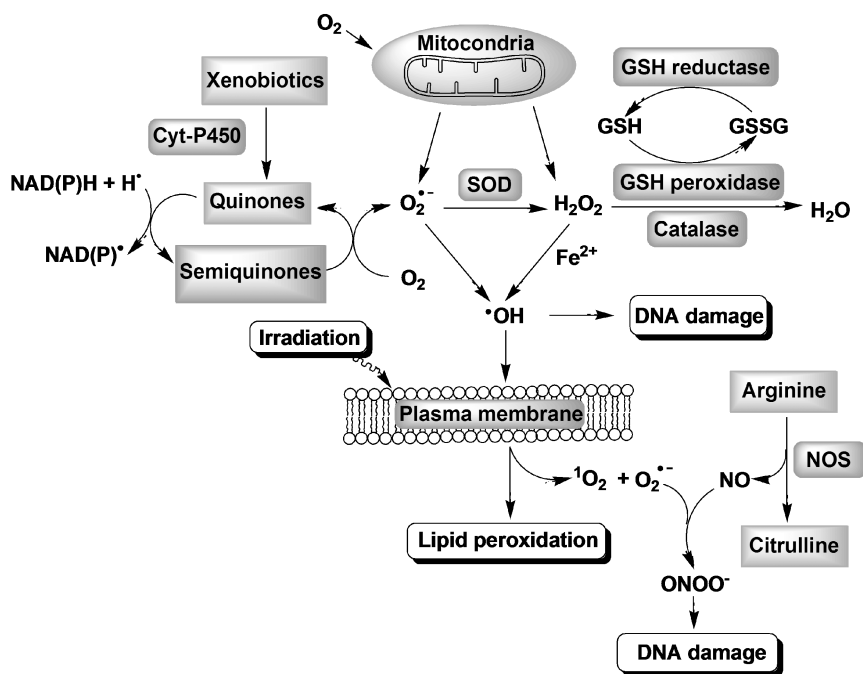 O₂
Mitocondria
Xenobiotics
GSH reductase
Cyt-P450
GSH
GSSG
NAD(P)H + H•
Quinones
O₂•-
SOD
H₂O₂
GSH peroxidase
H₂O
Catalase
NAD(P)•
Semiquinones
O₂
Fe²⁺
•OH
DNA damage
Irradiation
Plasma membrane
Arginine
NOS
¹O₂ + O₂•-
NO
Lipid peroxidation
Citrulline
ONOO⁻
DNA damage